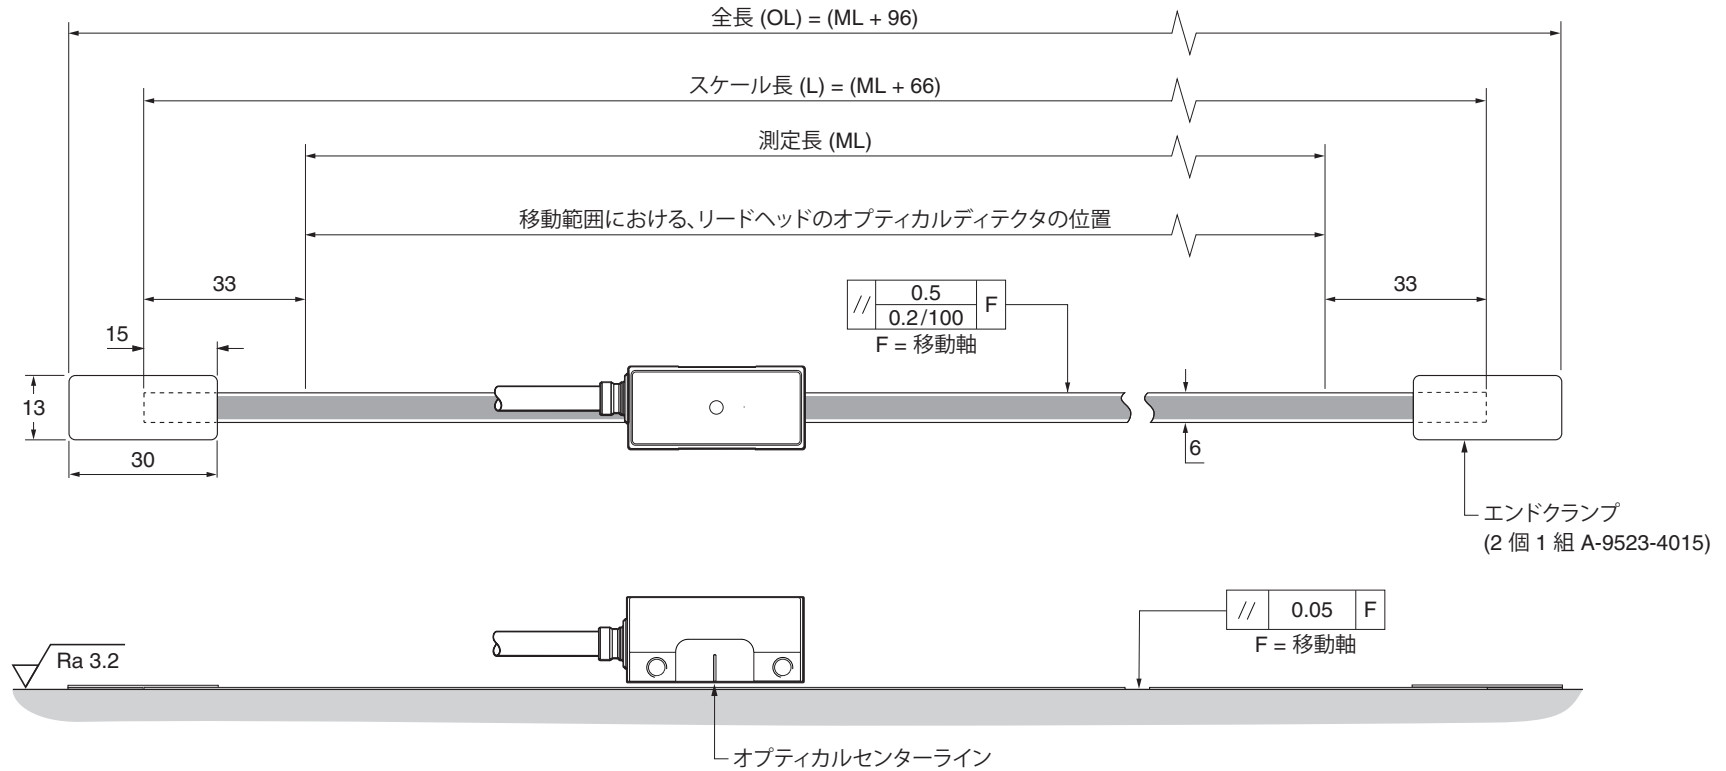 全長 (OL) = (ML + 96)
スケール長 (L) = (ML + 66)
測定長 (ML)
移動範囲における、リードヘッドのオプティカルディテクタの位置
33
33
// 0.5 F
0.2/100
F = 移動軸
15
13
30
6
エンドクランプ
(2 個 1 組 A-9523-4015)
// 0.05 F
F = 移動軸
Ra 3.2
オプティカルセンターライン